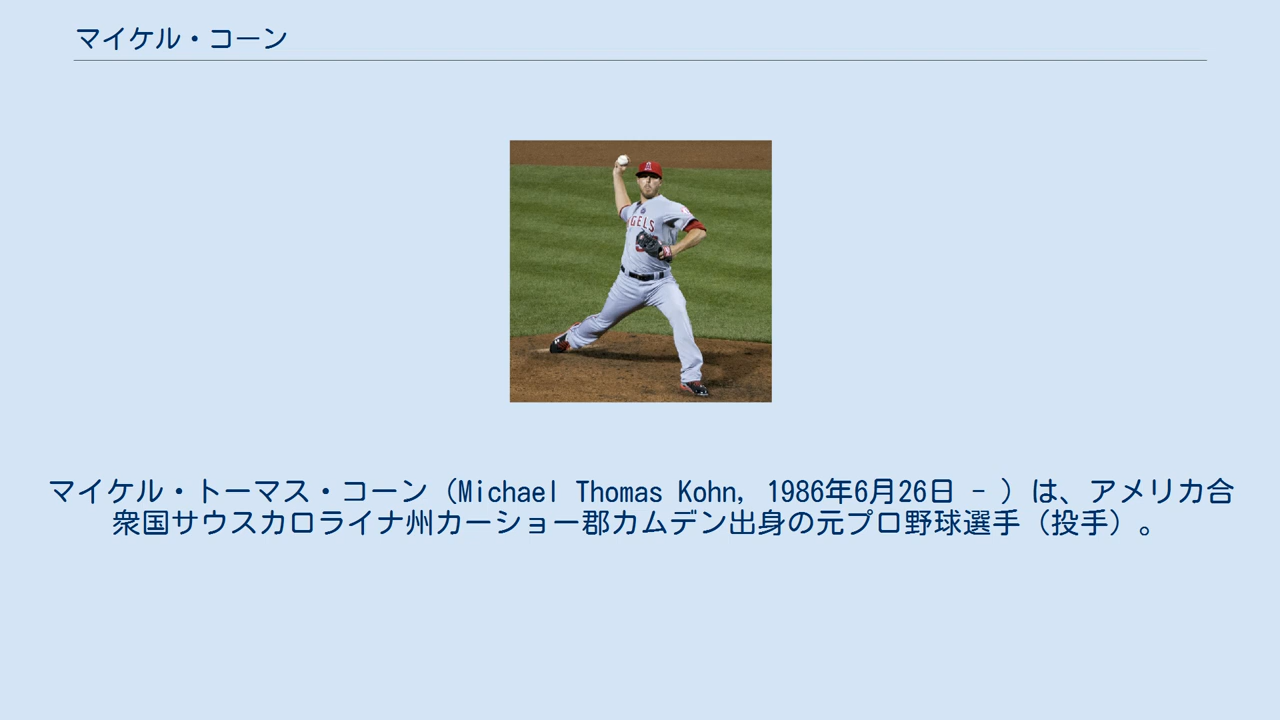 マイケル・コーン
GELS
マイケル・トーマス・コーン（Michael Thomas Kohn, 1986年6月26日 - ）は、アメリカ合
衆国サウスカロライナ州カーショー郡カムデン出身の元プロ野球選手（投手）。